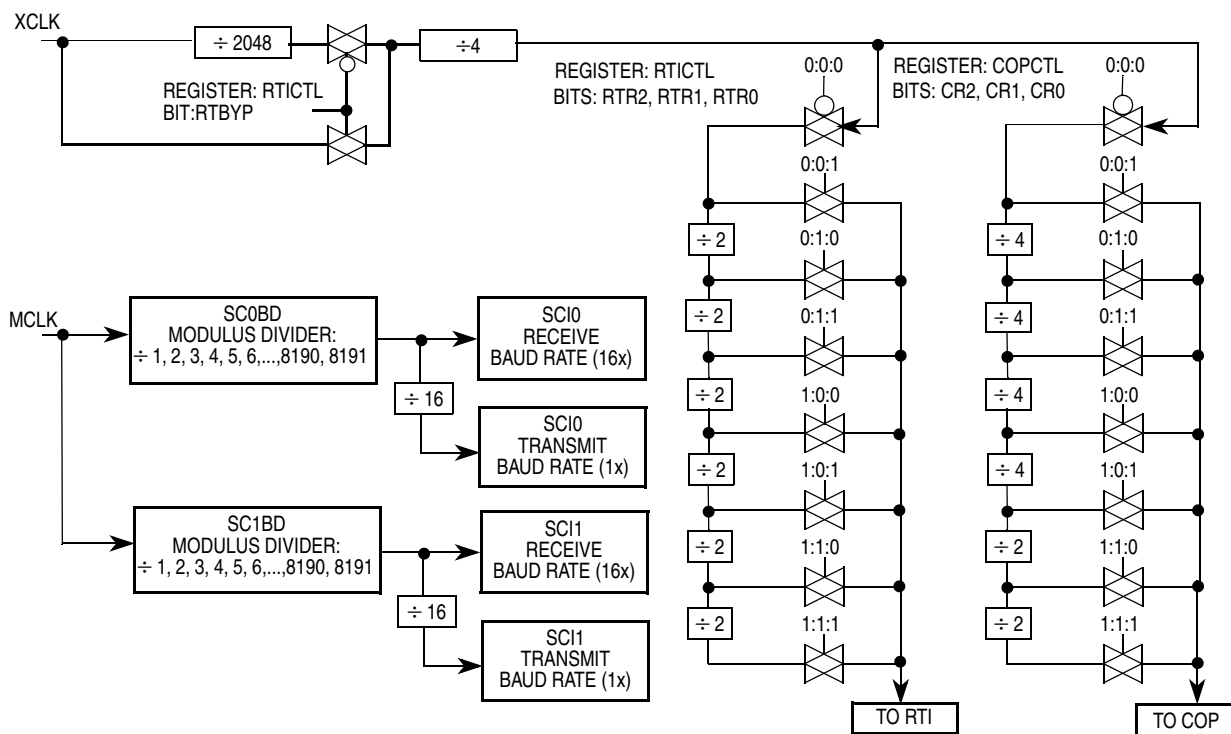 XCLK
÷ 2048
÷4
REGISTER: RTICTL
BIT:RTBYP
REGISTER: RTICTL
BITS: RTR2, RTR1, RTR0
0:0:0
REGISTER: COPCTL
BITS: CR2, CR1, CR0
0:0:0
0:0:1
÷ 2
0:1:0
÷ 2
0:1:1
÷ 2
1:0:0
÷ 2
1:0:1
÷ 2
1:1:0
÷ 2
1:1:1
TO RTI
0:0:1
÷ 4
0:1:0
÷ 4
0:1:1
÷ 4
1:0:0
÷ 4
1:0:1
÷ 2
1:1:0
÷ 2
1:1:1
TO COP
MCLK
SC0BD
MODULUS DIVIDER:
÷ 1, 2, 3, 4, 5, 6,...,8190, 8191
SCI0
RECEIVE
BAUD RATE (16x)
÷ 16
SCI0
TRANSMIT
BAUD RATE (1x)
SC1BD
MODULUS DIVIDER:
÷ 1, 2, 3, 4, 5, 6,...,8190, 8191
SCI1
RECEIVE
BAUD RATE (16x)
÷ 16
SCI1
TRANSMIT
BAUD RATE (1x)